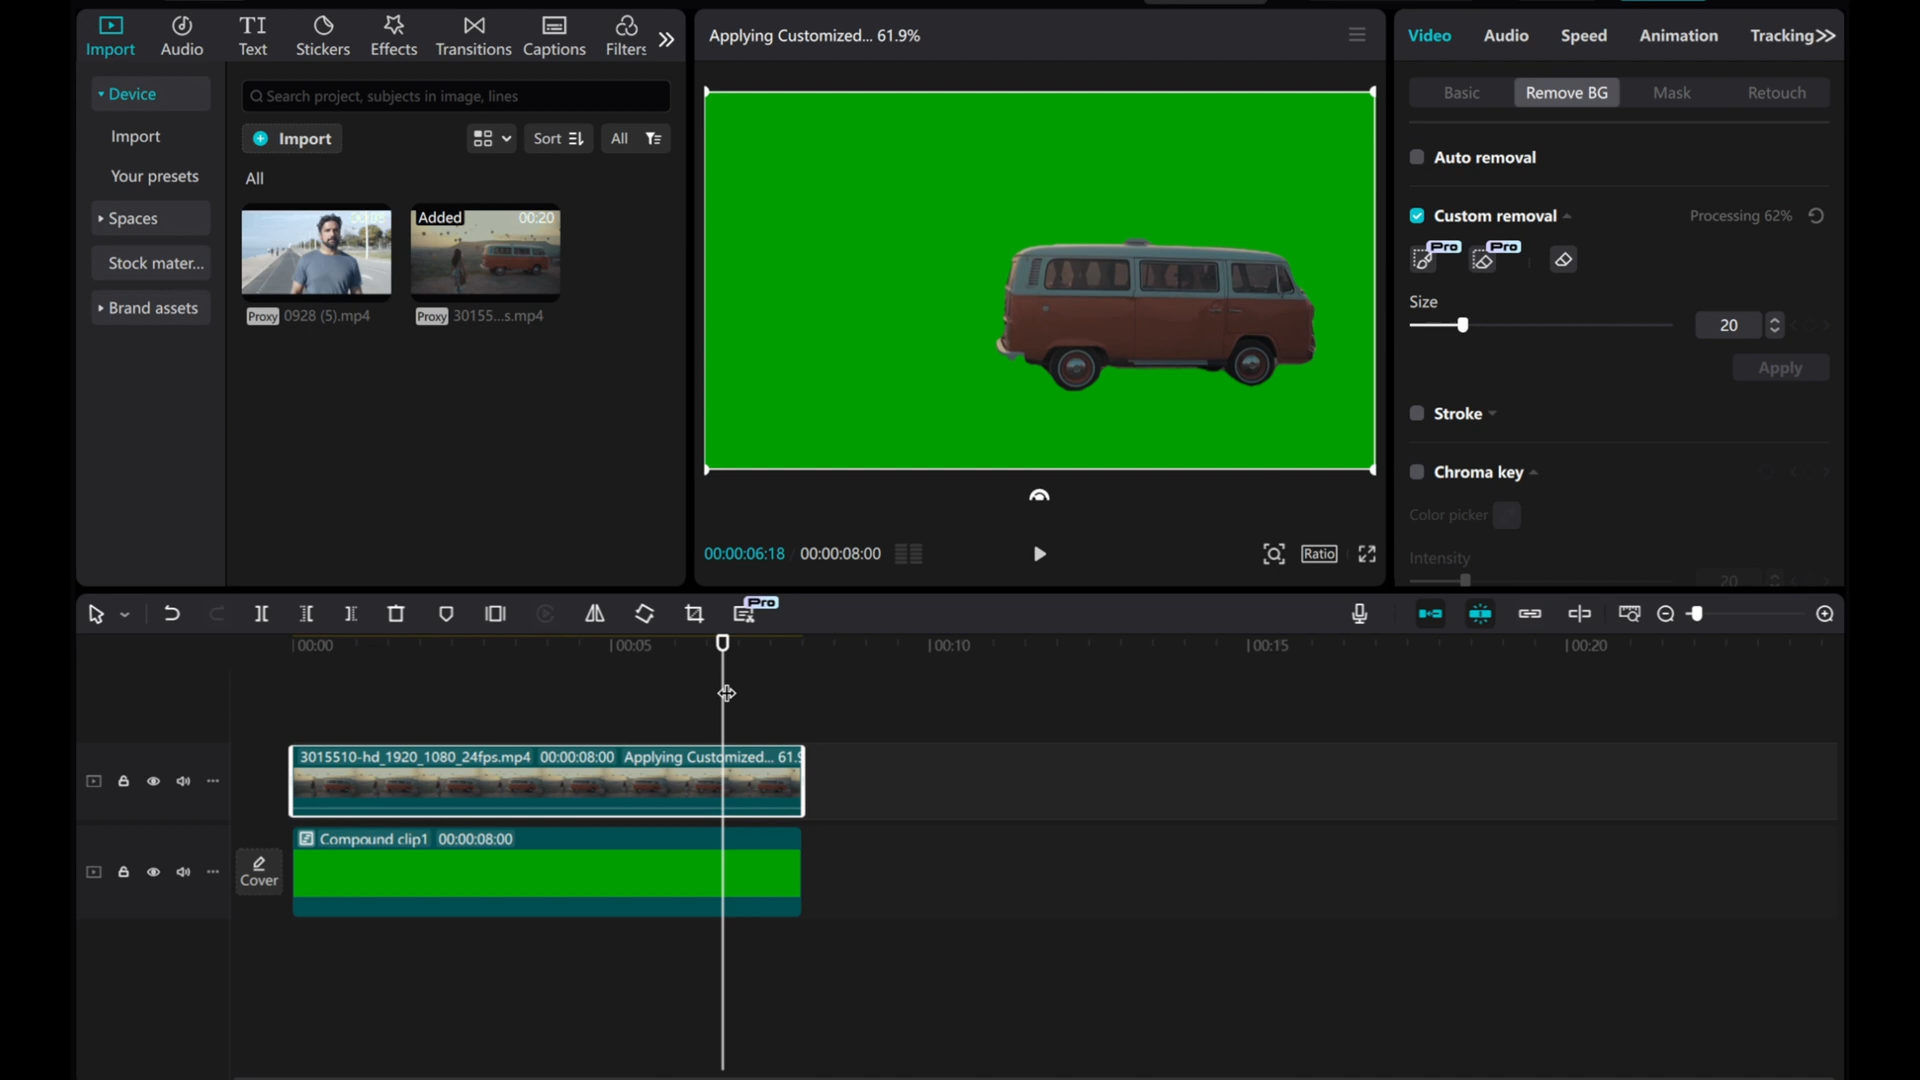 Import
Audio
Text
Stickers
Effects
Transitions
Captions
Filters
Device
Import
Your presets
Spaces
Stock mater...
Brand assets
Search project, subjects in image, lines
Import
Sort
All
All
Added
00:20
Proxy 0928 (5).mp4
Proxy 30155...s.mp4
Applying Customized... 61.9%
00:00:06:18
00:00:08:00
Ratio
Video
Audio
Speed
Animation
Tracking
Basic
Remove BG
Mask
Retouch
Auto removal
Custom removal
Processing 62%
Pro
Pro
Size
20
Apply
Stroke
Chroma key
Color picker
Intensity
20
Pro
00:00
00:05
00:10
00:15
00:20
3015510-hd_1920_1080_24fps.mp4 00:00:08:00 Applying Customized... 61.9
Compound clip1 00:00:08:00
Cover